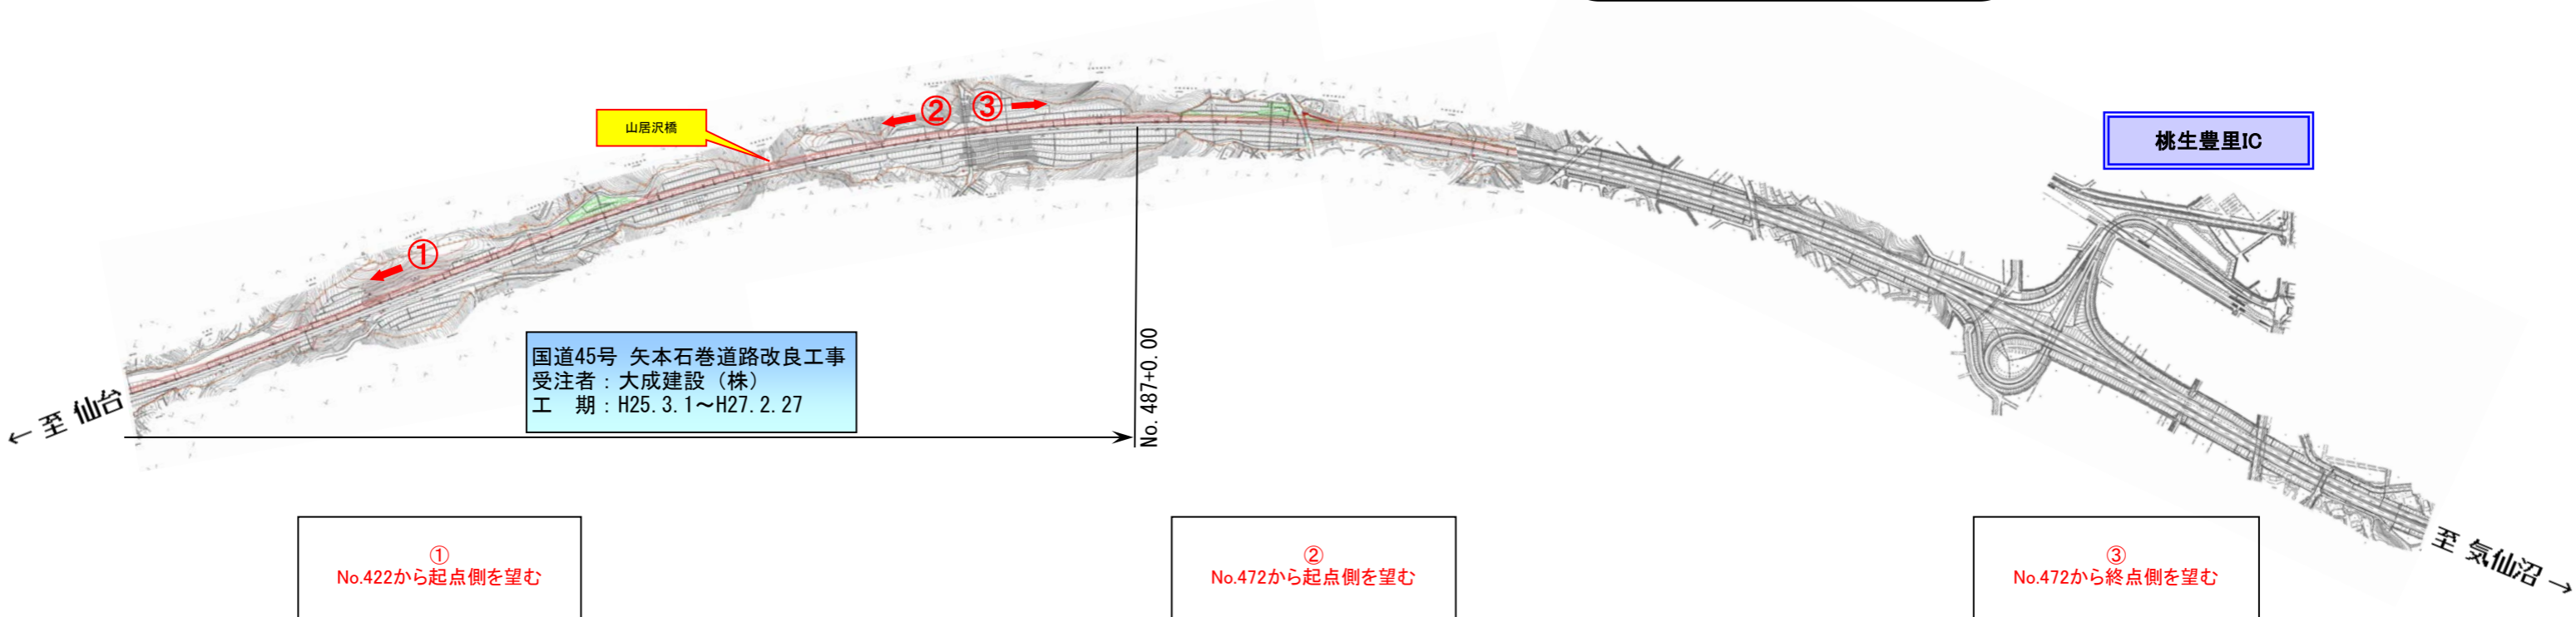 山居沢橋
②
③
桃生豊里IC
①
国道45号 矢本石巻道路改良工事
受注者：大成建設（株）
工　期：H25.3.1～H27.2.27
No.487+0.00
← 至 仙台
至 気仙沼 →
①
No.422から起点側を望む
②
No.472から起点側を望む
③
No.472から終点側を望む